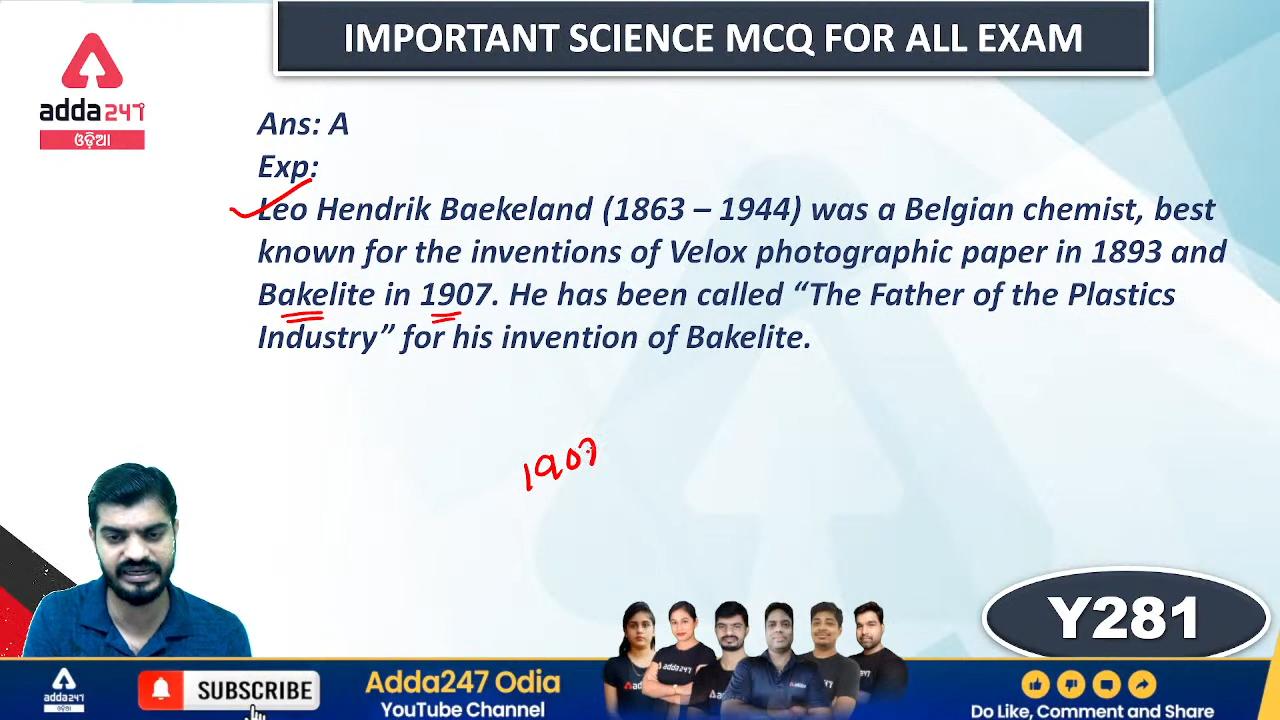 IMPORTANT SCIENCE MCQ FOR ALL EXAM
adda247
ଓଡ଼ିଆ
Ans: A
Exp:
Leo Hendrik Baekeland (1863 – 1944) was a Belgian chemist, best
known for the inventions of Velox photographic paper in 1893 and
Bakelite in 1907. He has been called “The Father of the Plastics
Industry” for his invention of Bakelite.
1907
Y281
adda247
ଓଡ଼ିଆ
SUBSCRIBE
Adda247 Odia
YouTube Channel
adda247
Do Like, Comment and Share